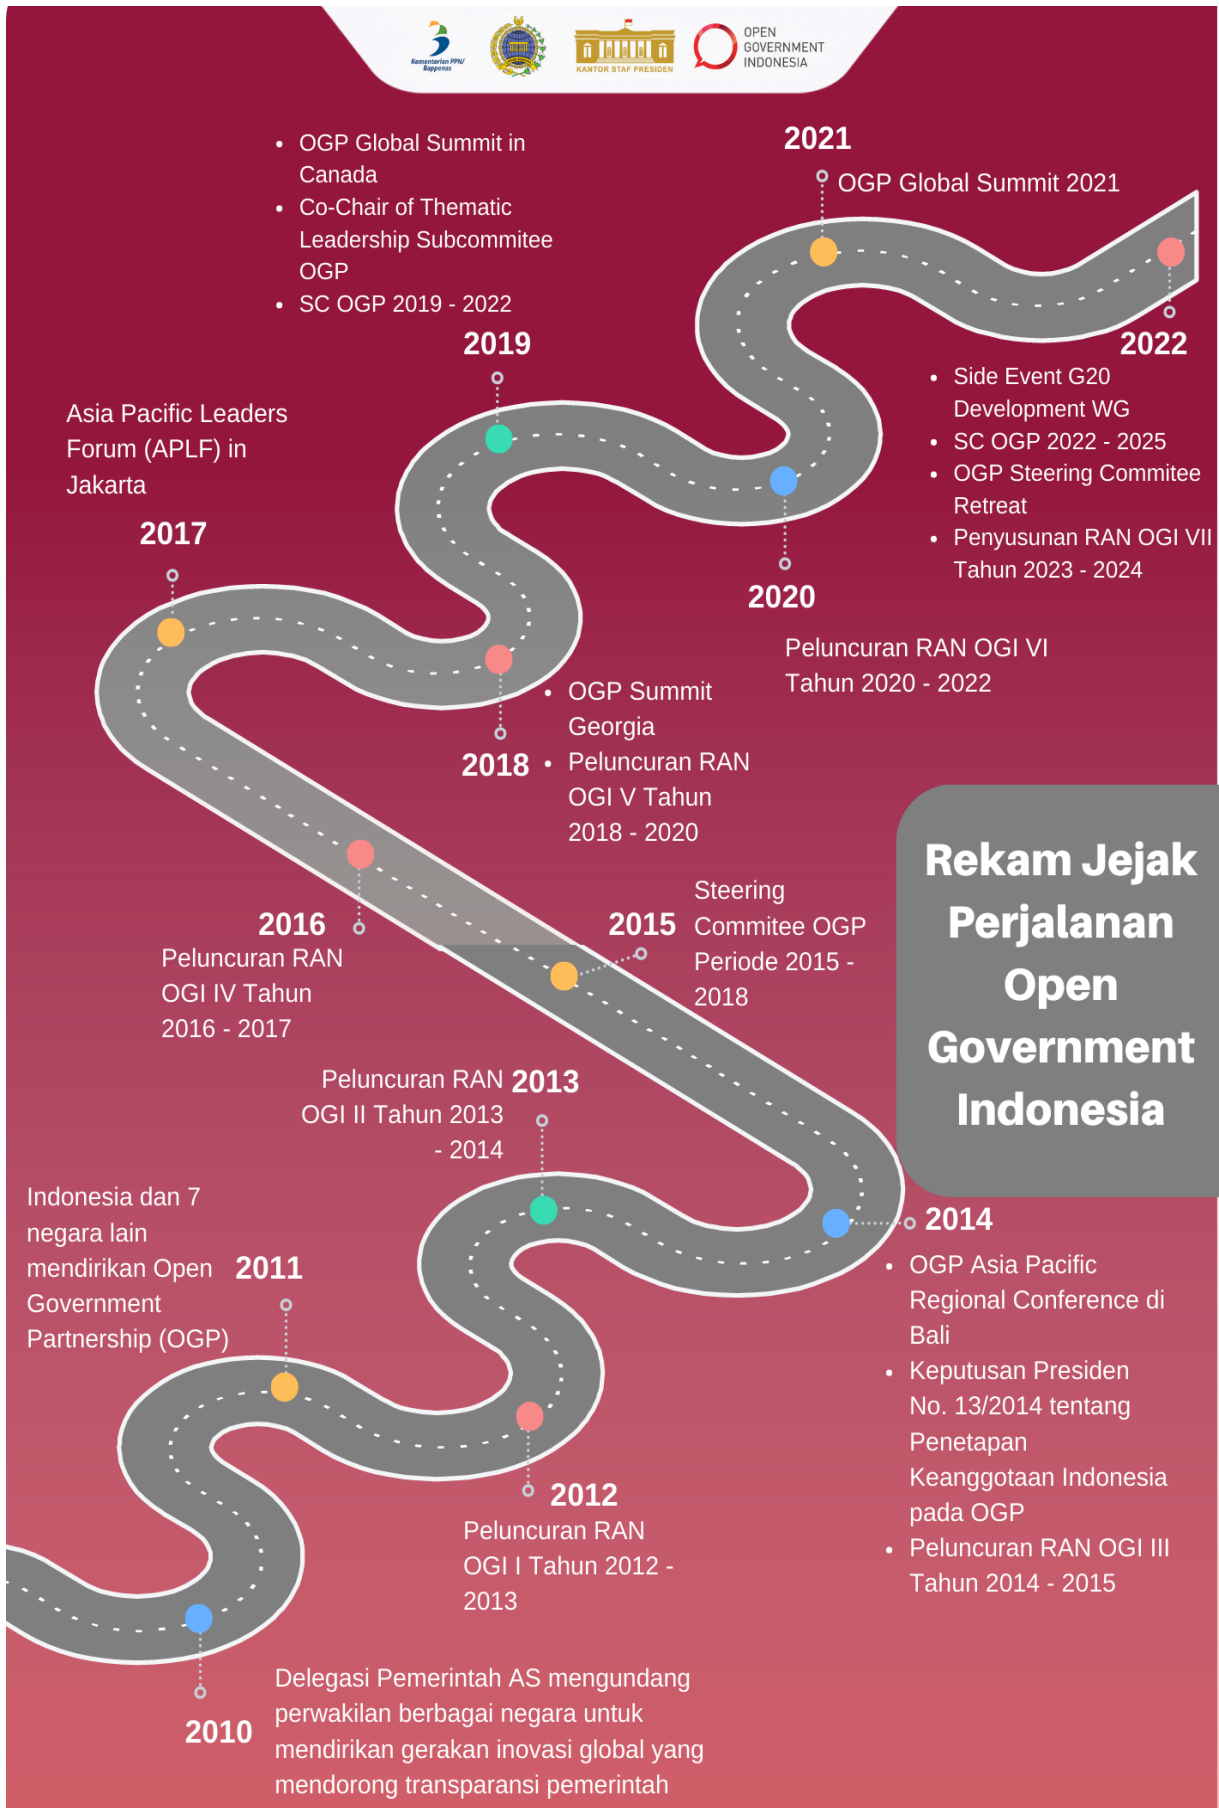 Kementerian PPN/
Bappenas
KANTOR STAF PRESIDEN
OPEN
GOVERNMENT
INDONESIA
• OGP Global Summit in
Canada
• Co-Chair of Thematic
Leadership Subcommitee
OGP
• SC OGP 2019 - 2022
2019
2021
OGP Global Summit 2021
2022
• Side Event G20
Development WG
• SC OGP 2022 - 2025
• OGP Steering Commitee
Retreat
• Penyusunan RAN OGI VII
Tahun 2023 - 2024
Asia Pacific Leaders
Forum (APLF) in
Jakarta
2017
2020
Peluncuran RAN OGI VI
Tahun 2020 - 2022
2018
• OGP Summit
Georgia
• Peluncuran RAN
OGI V Tahun
2018 - 2020
Rekam Jejak
Perjalanan
Open
Government
Indonesia
2016
Peluncuran RAN
OGI IV Tahun
2016 - 2017
2015
Steering
Commitee OGP
Periode 2015 -
2018
Peluncuran RAN
OGI II Tahun 2013
- 2014
2013
Indonesia dan 7
negara lain
mendirikan Open
Government
Partnership (OGP)
2011
2014
• OGP Asia Pacific
Regional Conference di
Bali
• Keputusan Presiden
No. 13/2014 tentang
Penetapan
Keanggotaan Indonesia
pada OGP
• Peluncuran RAN OGI III
Tahun 2014 - 2015
2012
Peluncuran RAN
OGI I Tahun 2012 -
2013
2010
Delegasi Pemerintah AS mengundang
perwakilan berbagai negara untuk
mendirikan gerakan inovasi global yang
mendorong transparansi pemerintah